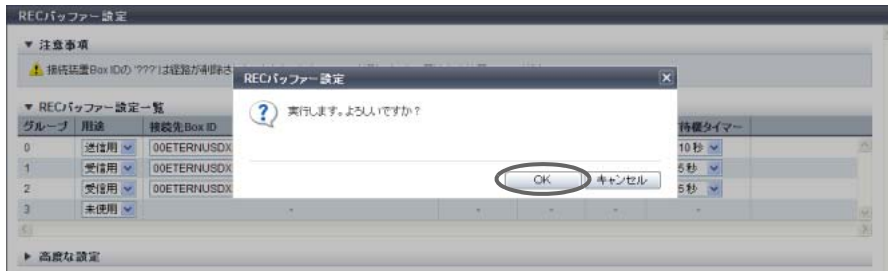 RECバッファー設定
▼ 注意事項
接続装置Box IDの '???'は経路が削除さ
RECバッファー設定
実行します。よろしいですか?
OK キャンセル
▼ RECバッファー設定一覧
グループ 用途 接続先Box ID 待機タイマー
0 送信用 00ETERNUSDX 10 秒
1 受信用 00ETERNUSDX 5 秒
2 受信用 00ETERNUSDX 5 秒
3 未使用 - - - - -
▶ 高度な設定